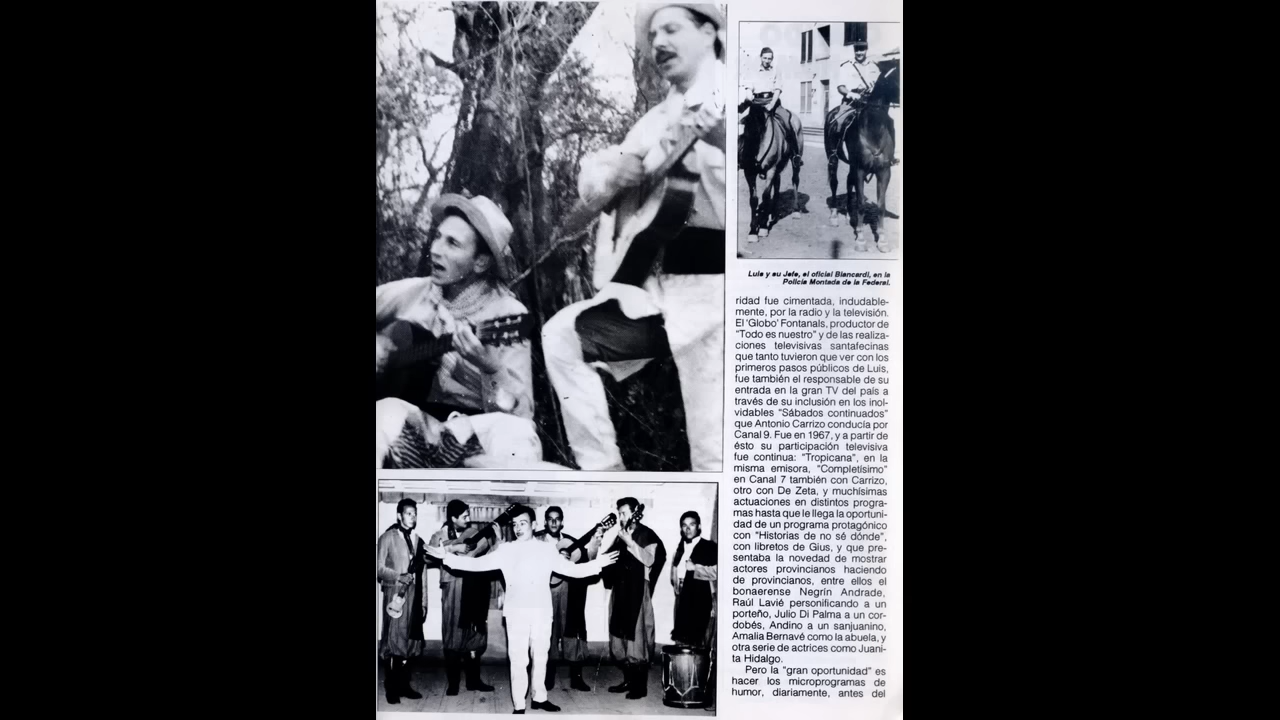 Luis y su Jefe, el oficial Biancardi, en la
Policía Montada de la Federal.
ridad fue cimentada, indudable-
mente, por la radio y la televisión.
El 'Globo' Fontanals, productor de
"Todo es nuestro" y de las realiza-
ciones televisivas santafecinas
que tanto tuvieron que ver con los
primeros pasos públicos de Luis,
fue también el responsable de su
entrada en la gran TV del país a
través de su inclusión en los inol-
vidables "Sábados continuados"
que Antonio Carrizo conducía por
Canal 9. Fue en 1967, y a partir de
ésto su participación televisiva
fue continua: "Tropicana", en la
misma emisora, "Completísimo"
en Canal 7 también con Carrizo,
otro con De Zeta, y muchísimas
actuaciones en distintos progra-
mas hasta que le llega la oportuni-
dad de un programa protagónico
con "Historias de no sé dónde",
con libretos de Gius, y que pre-
sentaba la novedad de mostrar
actores provincianos haciendo
de provincianos, entre ellos el
bonaerense Negrín Andrade,
Raúl Lavié personificando a un
porteño, Julio Di Palma a un cor-
dobés, Andino a un sanjuanino,
Amalia Bernavé como la abuela, y
otra serie de actrices como Juani-
ta Hidalgo.
Pero la "gran oportunidad" es
hacer los microprogramas de
humor, diariamente, antes del